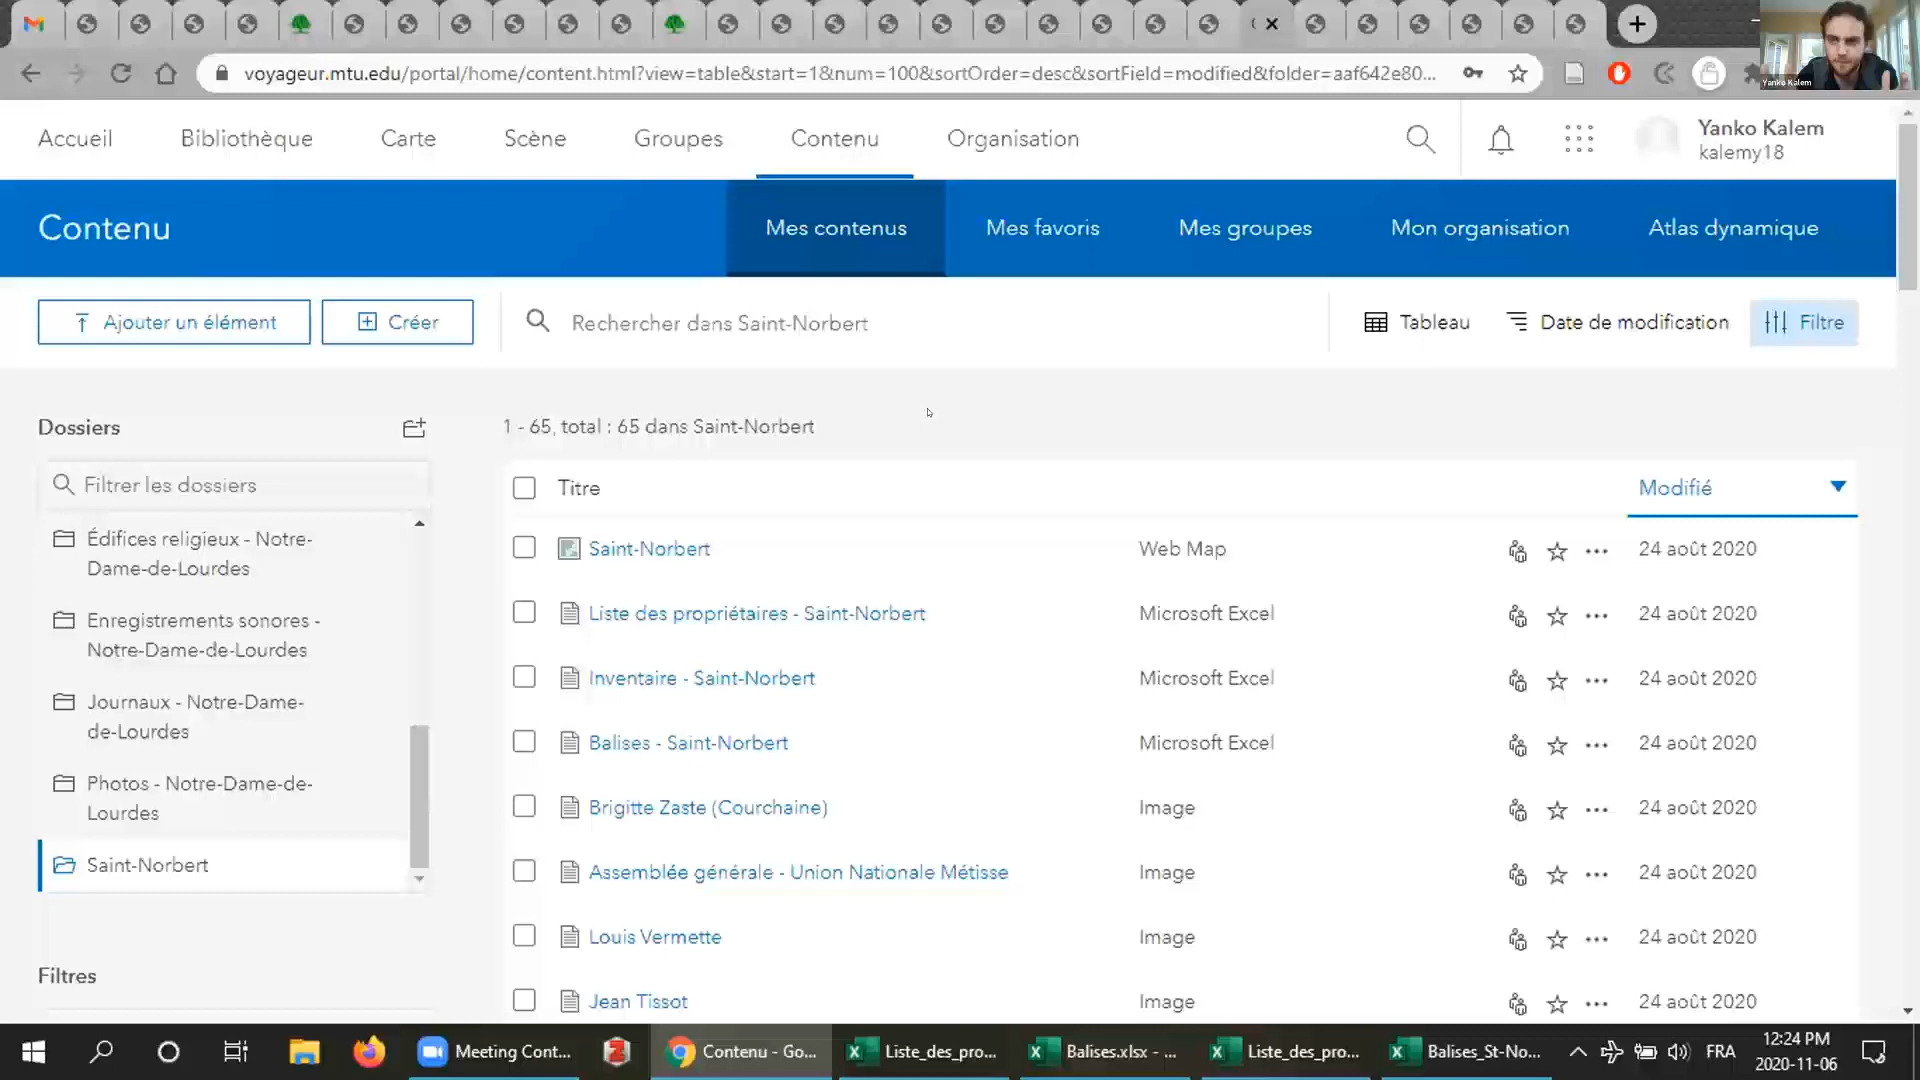 voyageur.mtu.edu/portal/home/content.html?view=table&start=1&num=100&sortOrder=desc&sortField=modified&folder=aaf642e80...
Yanko Kalem
Accueil
Bibliothèque
Carte
Scène
Groupes
Contenu
Organisation
Yanko Kalem
kalemy18
Contenu
Mes contenus
Mes favoris
Mes groupes
Mon organisation
Atlas dynamique
Ajouter un élément
Créer
Rechercher dans Saint-Norbert
Tableau
Date de modification
Filtre
Dossiers
1 - 65, total : 65 dans Saint-Norbert
Filtrer les dossiers
Titre
Modifié
Édifices religieux - Notre-
Dame-de-Lourdes
Enregistrements sonores -
Notre-Dame-de-Lourdes
Journaux - Notre-Dame-
de-Lourdes
Photos - Notre-Dame-de-
Lourdes
Saint-Norbert
Saint-Norbert Web Map 24 août 2020
Liste des propriétaires - Saint-Norbert Microsoft Excel 24 août 2020
Inventaire - Saint-Norbert Microsoft Excel 24 août 2020
Balises - Saint-Norbert Microsoft Excel 24 août 2020
Brigitte Zaste (Courchaine) Image 24 août 2020
Assemblée générale - Union Nationale Métisse Image 24 août 2020
Louis Vermette Image 24 août 2020
Jean Tissot Image 24 août 2020
Filtres
Meeting Cont...
Contenu - Go...
Liste_des_pro...
Balises.xlsx - ...
Liste_des_pro...
Balises_St-No...
FRA
12:24 PM
2020-11-06